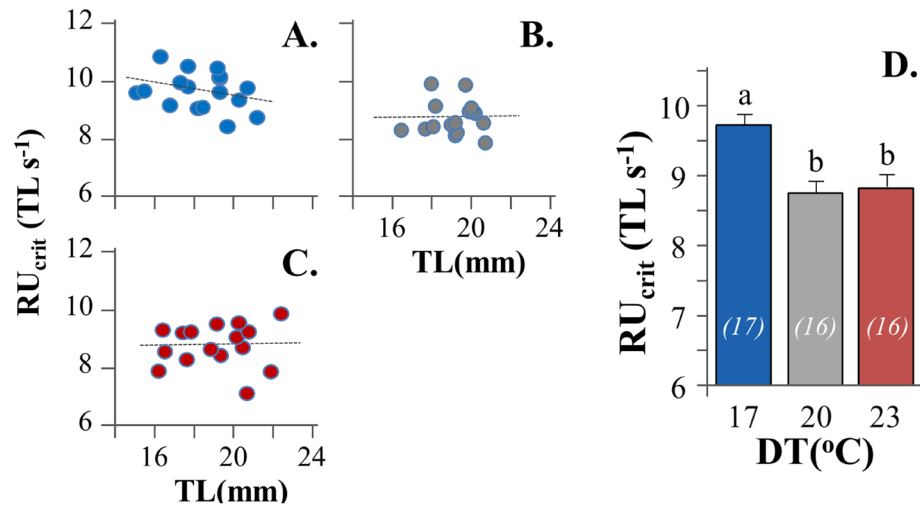 A.
B.
C.
D.
RUcrit (TL s-1)
12
10
8
6
12
10
8
6
16 20 24
TL(mm)
16 20 24
TL(mm)
RUcrit (TL s-1)
10
9
8
7
6
a
b
b
(17) (16) (16)
17 20 23
DT(oC)